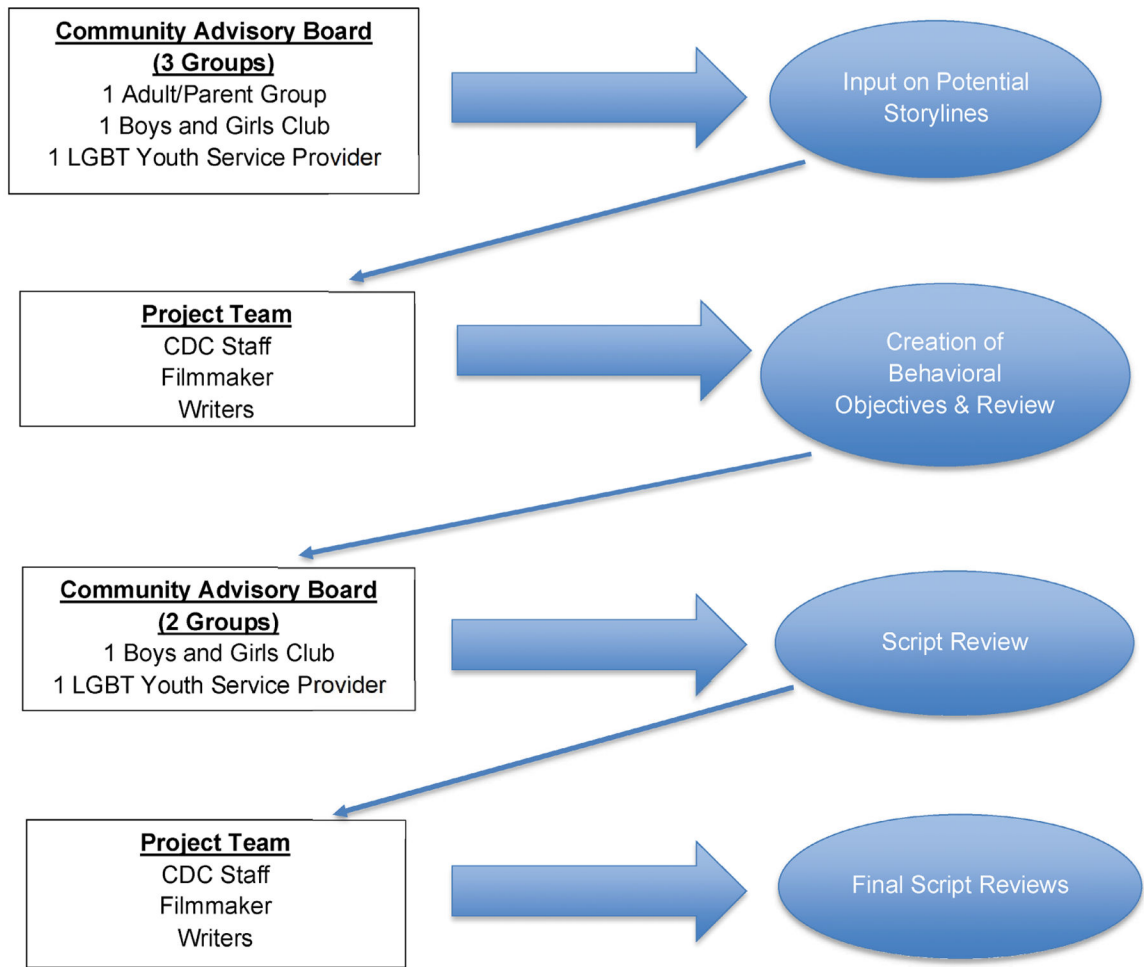 Community Advisory Board
(3 Groups)
1 Adult/Parent Group
1 Boys and Girls Club
1 LGBT Youth Service Provider
Input on Potential
Storylines
Project Team
CDC Staff
Filmmaker
Writers
Creation of
Behavioral
Objectives & Review
Community Advisory Board
(2 Groups)
1 Boys and Girls Club
1 LGBT Youth Service Provider
Script Review
Project Team
CDC Staff
Filmmaker
Writers
Final Script Reviews